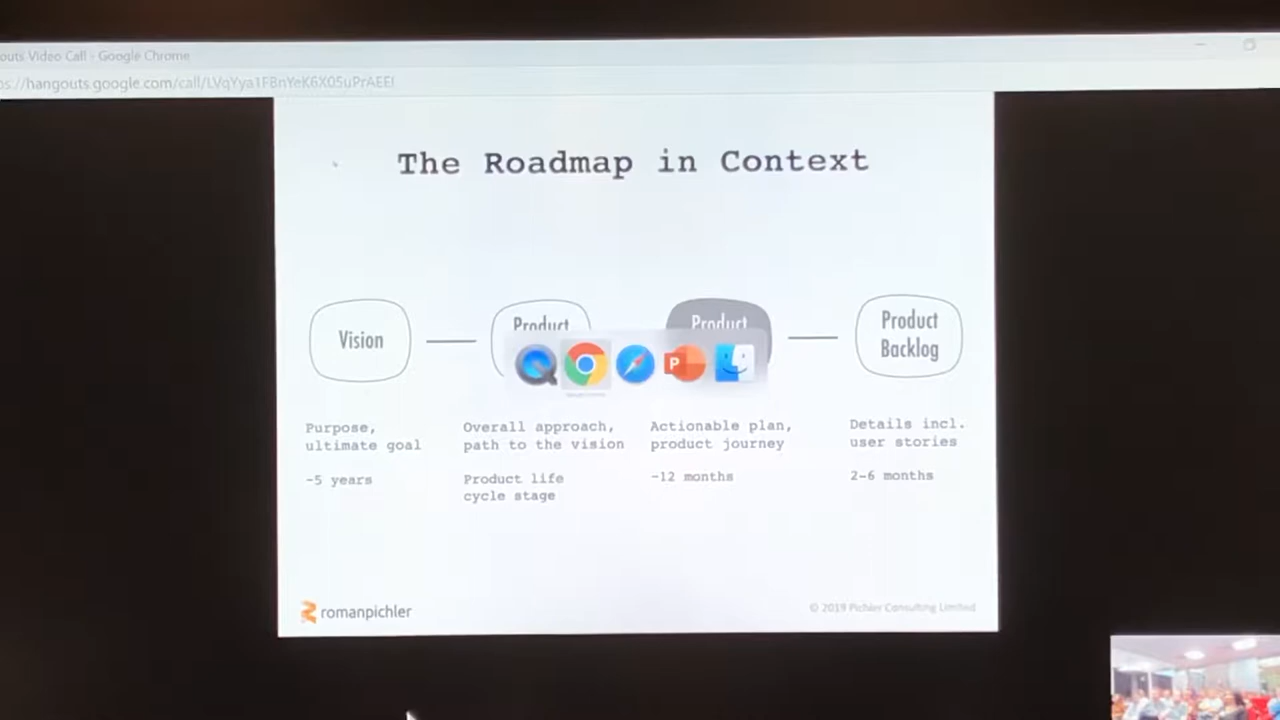 outs Video Call - Google Chrome
ps://hangouts.google.com/call/LVqYya1FBnYeK6X05uPrAEEI
The Roadmap in Context
Vision
Product
Product
Product
Backlog
P
Purpose,
ultimate goal
~5 years
Overall approach,
path to the vision
Product life
cycle stage
Actionable plan,
product journey
~12 months
Details incl.
user stories
2-6 months
romanpichler
© 2019 Pichler Consulting Limited